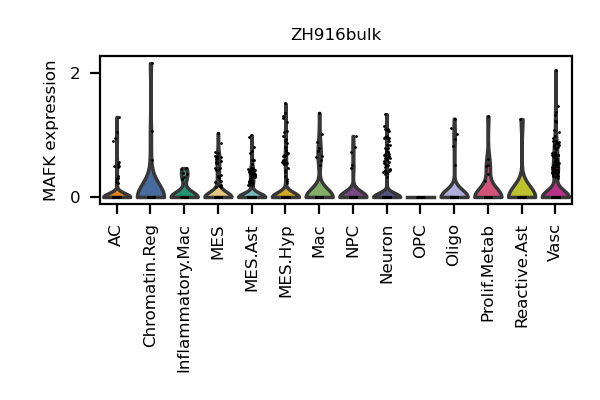 ZH916bulk
MAFK expression
2
0
AC
Chromatin.Reg
Inflammatory.Mac
MES
MES.Ast
MES.Hyp
Mac
NPC
Neuron
OPC
Oligo
Prolif.Metab
Reactive.Ast
Vasc